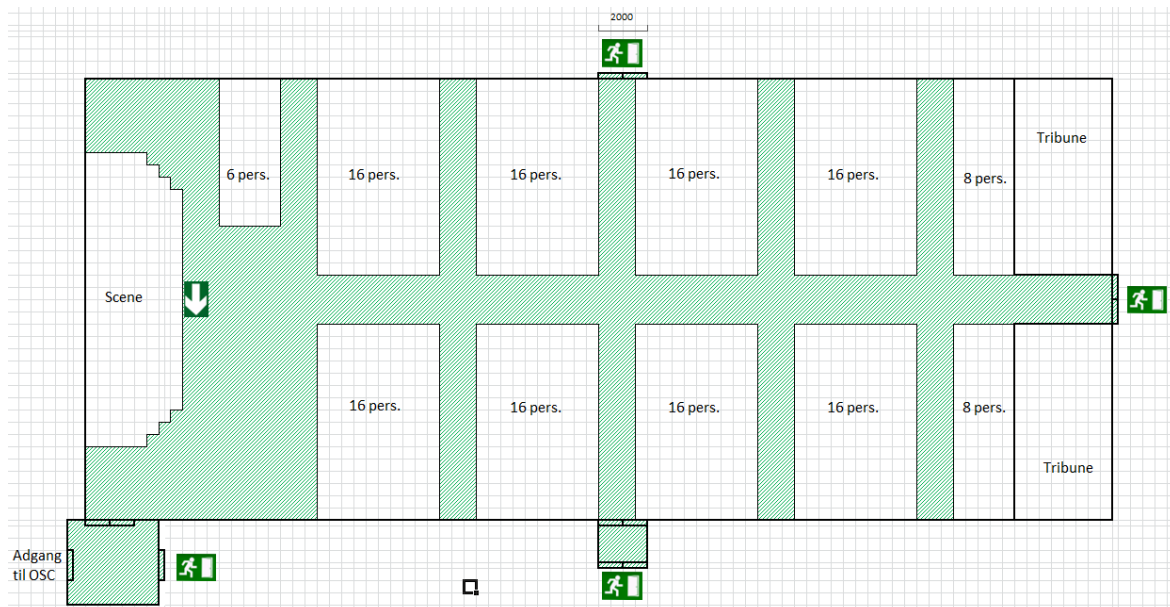 2000
Tribune
6 pers.
16 pers.
16 pers.
16 pers.
16 pers.
8 pers.
Scene
16 pers.
16 pers.
16 pers.
16 pers.
8 pers.
Tribune
Adgang
til OSC